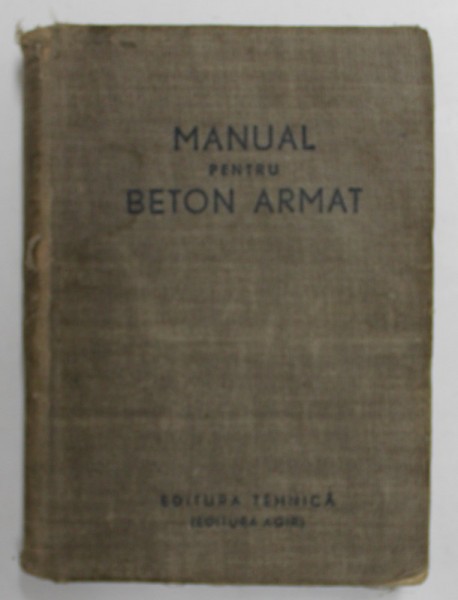 MANUAL
PENTRU
BETON ARMAT
EDITURA TEHNICĂ
(EDITURA AGIR)